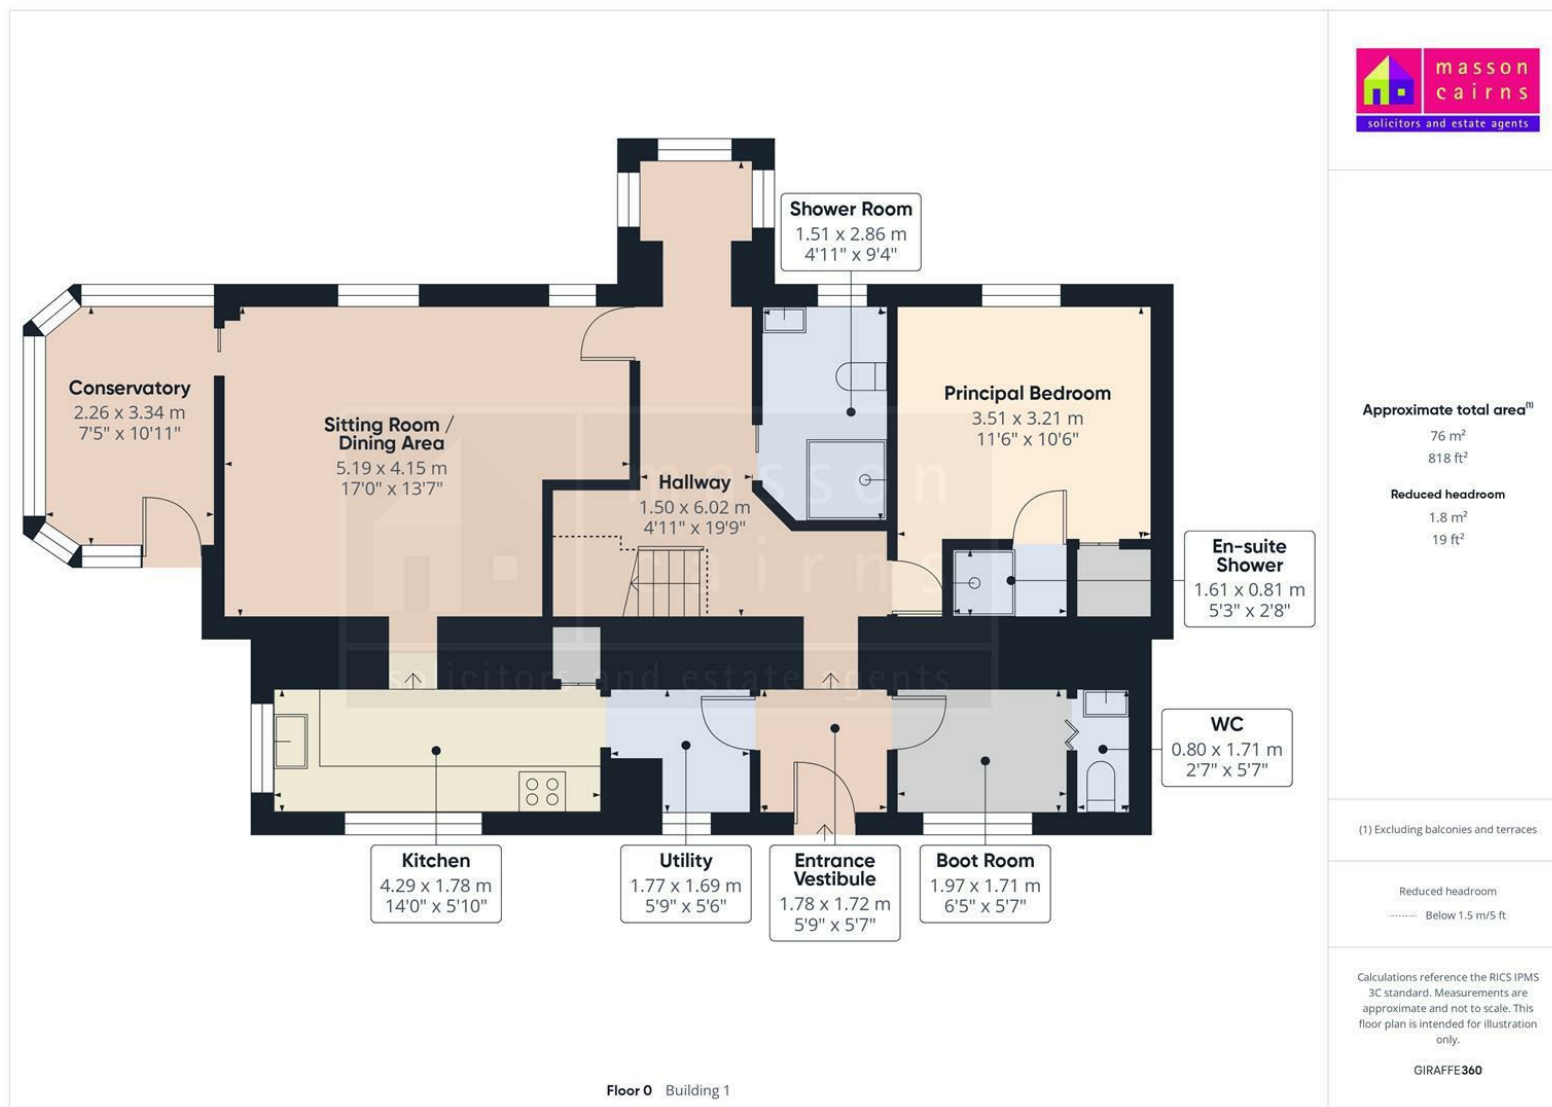 masson
cairns
solicitors and estate agents
Shower Room
1.51 x 2.86 m
4'11" x 9'4"
Conservatory
2.26 x 3.34 m
7'5" x 10'11"
Sitting Room /
Dining Area
5.19 x 4.15 m
17'0" x 13'7"
Hallway
1.50 x 6.02 m
4'11" x 19'9"
Principal Bedroom
3.51 x 3.21 m
11'6" x 10'6"
En-suite
Shower
1.61 x 0.81 m
5'3" x 2'8"
masson
cairns
solicitors and estate agents
WC
0.80 x 1.71 m
2'7" x 5'7"
Kitchen
4.29 x 1.78 m
14'0" x 5'10"
Utility
1.77 x 1.69 m
5'9" x 5'6"
Entrance
Vestibule
1.78 x 1.72 m
5'9" x 5'7"
Boot Room
1.97 x 1.71 m
6'5" x 5'7"
Floor 0 Building 1
Approximate total area(1)
76 m²
818 ft²
Reduced headroom
1.8 m²
19 ft²
(1) Excluding balconies and terraces
Reduced headroom
Below 1.5 m/5 ft
Calculations reference the RICS IPMS
3C standard. Measurements are
approximate and not to scale. This
floor plan is intended for illustration
only.
GIRAFFE360